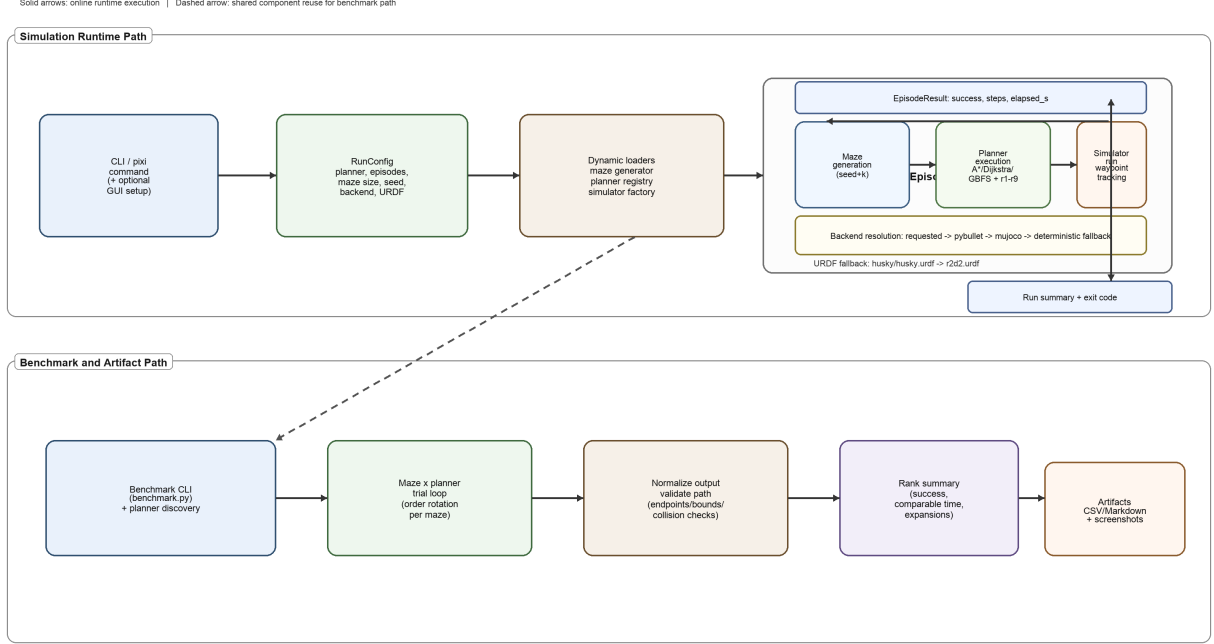 Solid arrows: online runtime execution | Dashed arrow: shared component reuse for benchmark path
Simulation Runtime Path
CLI / pixi
command
(+ optional
GUI setup)
RunConfig
planner, episodes,
maze size, seed,
backend, URDF
Dynamic loaders
maze generator
planner registry
simulator factory
EpisodeResult: success, steps, elapsed_s
Maze
generation
(seed+k)
Planner
execution
A*/Dijkstra/
GBFS + r1-r9
Simulator
run
waypoint
tracking
Backend resolution: requested -> pybullet -> mujoco -> deterministic fallback
URDF fallback: husky/husky.urdf -> r2d2.urdf
Run summary + exit code
Benchmark and Artifact Path
Benchmark CLI
(benchmark.py)
+ planner discovery
Maze x planner
trial loop
(order rotation
per maze)
Normalize output
validate path
(endpoints/bounds/
collision checks)
Rank summary
(success,
comparable time,
expansions)
Artifacts
CSV/Markdown
+ screenshots